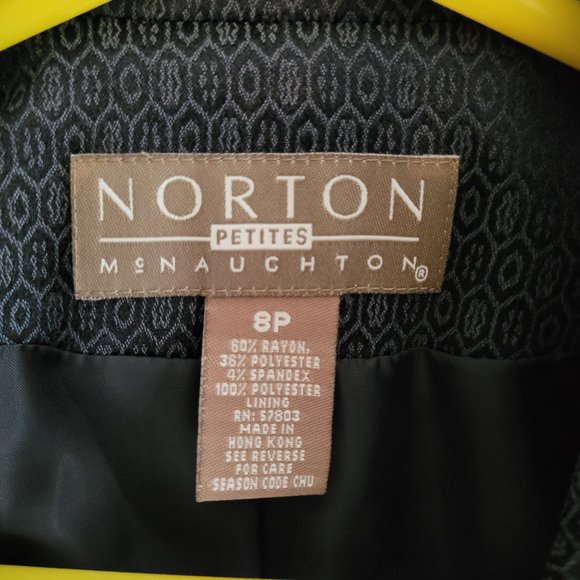 NORTON
PETITES
McNAUGHTON®
8P
60% RAYON,
36% POLYESTER
4% SPANDEX
100% POLYESTER
LINING
RN: 57803
MADE IN
HONG KONG
SEE REVERSE
FOR CARE
SEASON CODE CHU